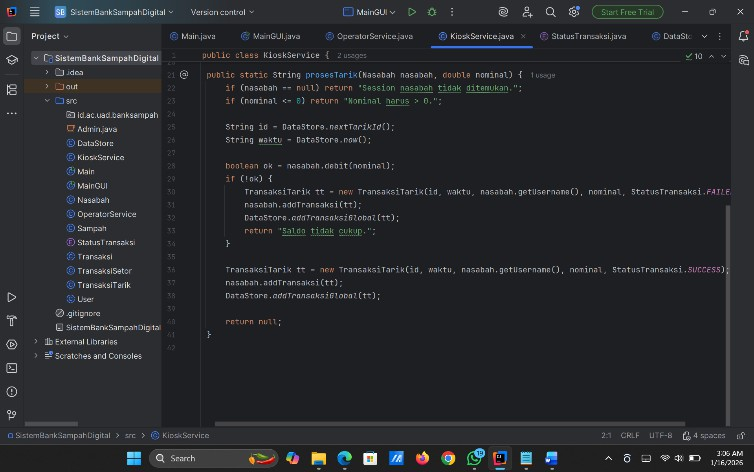 SB SistemBankSampahDigital Version control MainGUI Start Free Trial
Project Main.java MainGUI.java OperatorService.java KioskService.java StatusTransaksi.java DataSto
SistemBankSampahDigital
.idea
out
src
id.ac.uad.banksampah
Admin.java
DataStore
KioskService
Main
MainGUI
Nasabah
OperatorService
Sampah
StatusTransaksi
Transaksi
TransaksiSetor
TransaksiTarik
User
.gitignore
SistemBankSampahDigital
External Libraries
Scratches and Consoles
1 public class KioskService { 2 usages
10
21 @ public static String prosesTarik(Nasabah nasabah, double nominal) { 1 usage
22 if (nasabah == null) return "Session nasabah tidak ditemukan.";
23 if (nominal <= 0) return "Nominal harus > 0.";
24
25 String id = DataStore.nextTarikId();
26 String waktu = DataStore.now();
27
28 boolean ok = nasabah.debit(nominal);
29 if (!ok) {
30 TransaksiTarik tt = new TransaksiTarik(id, waktu, nasabah.getUsername(), nominal, StatusTransaksi.FAILE
31 nasabah.addTransaksi(tt);
32 DataStore.addTransaksiGlobal(tt);
33 return "Saldo tidak cukup.";
34 }
35
36 TransaksiTarik tt = new TransaksiTarik(id, waktu, nasabah.getUsername(), nominal, StatusTransaksi.SUCCESS);
37 nasabah.addTransaksi(tt);
38 DataStore.addTransaksiGlobal(tt);
39
40 return null;
41 }
SistemBankSampahDigital > src > KioskService 2:1 CRLF UTF-8 4 spaces
Search 19 3:06 AM
1/16/2026